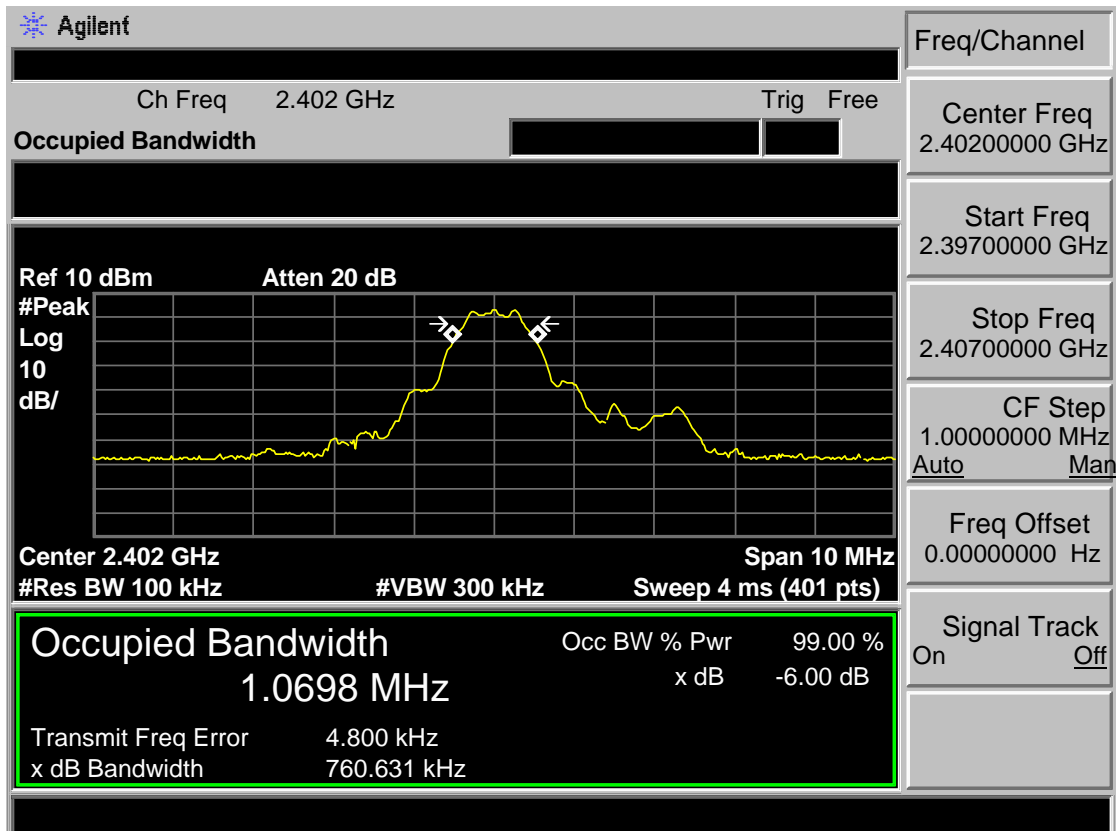 Agilent
Freq/Channel
Ch Freq 2.402 GHz Trig Free
Occupied Bandwidth
Center Freq
2.40200000 GHz
Start Freq
2.39700000 GHz
Stop Freq
2.40700000 GHz
CF Step
1.00000000 MHz
Auto Man
Freq Offset
0.00000000 Hz
Signal Track
On Off
Ref 10 dBm Atten 20 dB
#Peak
Log
10
dB/
Center 2.402 GHz Span 10 MHz
#Res BW 100 kHz #VBW 300 kHz Sweep 4 ms (401 pts)
Occupied Bandwidth
1.0698 MHz
Occ BW % Pwr 99.00 %
x dB -6.00 dB
Transmit Freq Error 4.800 kHz
x dB Bandwidth 760.631 kHz